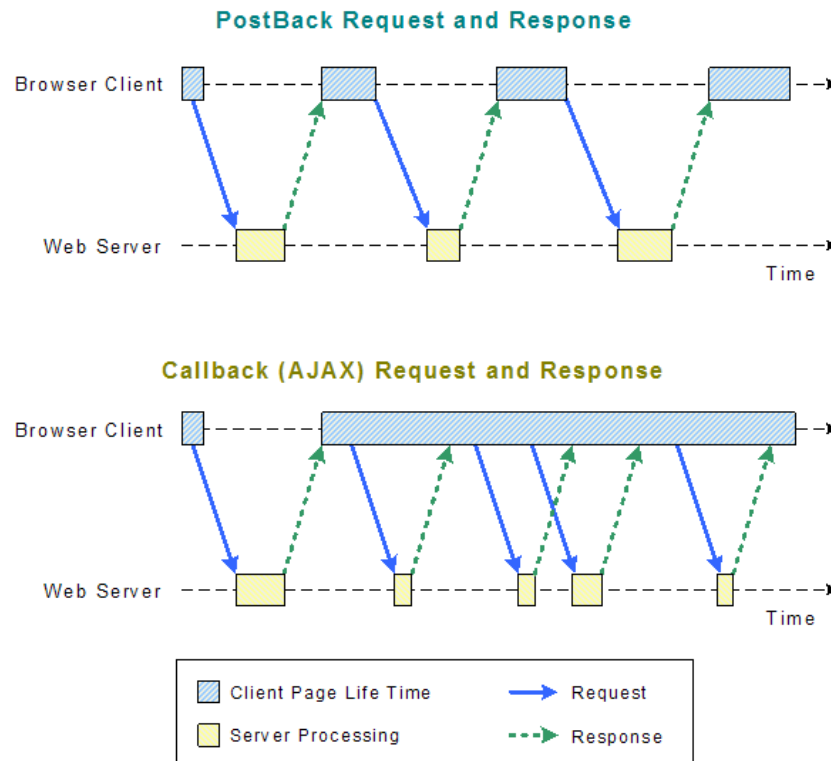 PostBack Request and Response
Browser Client
Web Server
Time
Callback (AJAX) Request and Response
Browser Client
Web Server
Time
Client Page Life Time
Request
Server Processing
Response